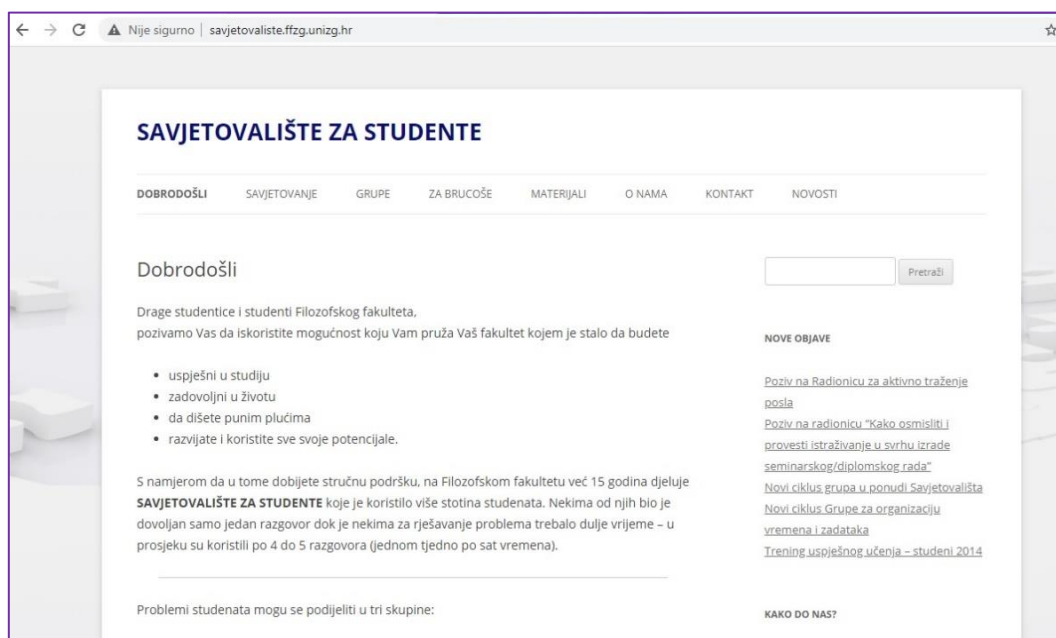 Nije sigurno | savjetovaliste.ffzg.unizg.hr
SAVJETOVALIŠTE ZA STUDENTE
DOBRODOŠLI SAVJETOVANJE GRUPE ZA BRUCOŠE MATERIJALI O NAMA KONTAKT NOVOSTI
Dobrodošli
Drage studentice i studenti Filozofskog fakulteta,
pozivamo Vas da iskoristite mogućnost koju Vam pruža Vaš fakultet kojem je stalo da budete
• uspješni u studiju
• zadovoljni u životu
• da dišete punim plućima
• razvijate i koristite sve svoje potencijale.
S namjerom da u tome dobijete stručnu podršku, na Filozofskom fakultetu već 15 godina djeluje
SAVJETOVALIŠTE ZA STUDENTE koje je koristilo više stotina studenata. Nekima od njih bio je
dovoljan samo jedan razgovor dok je nekima za rješavanje problema trebalo dulje vrijeme – u
prosjeku su koristili po 4 do 5 razgovora (jednom tjedno po sat vremena).
Problemi studenata mogu se podijeliti u tri skupine:
Pretraži
NOVE OBJAVE
Poziv na Radionicu za aktivno traženje
posla
Poziv na radionicu "Kako osmisliti i
provesti istraživanje u svrhu izrade
seminarskog/diplomskog rada"
Novi ciklus grupa u ponudi Savjetovališta
Novi ciklus Grupe za organizaciju
vremena i zadataka
Trening uspješnog učenja – studeni 2014
KAKO DO NAS?